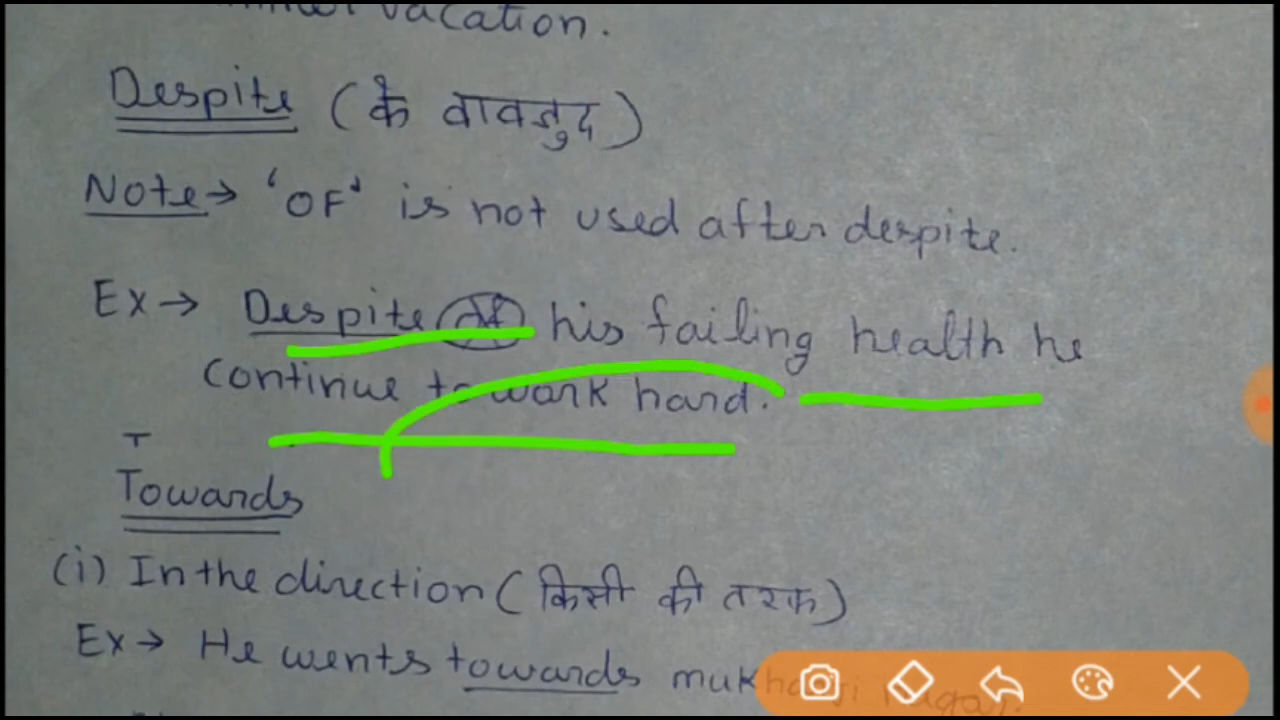 vacation.
Despite (के बावजुद)
Note→ 'OF' is not used after despite.
Ex→ Despite of his failing health he
continue to work hard.
T
Towards
(i) In the direction (किसी की तरफ)
Ex→ He wents towards